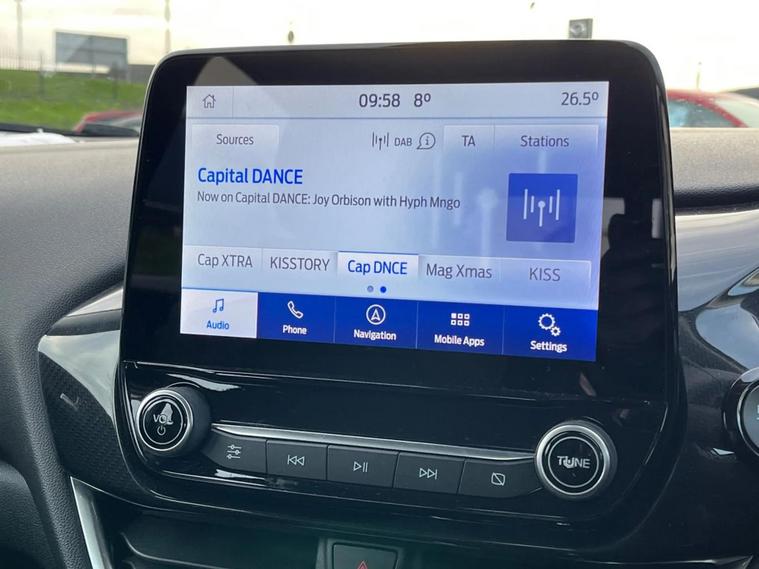 09:58 8° 26.5°
Sources DAB TA Stations
Capital DANCE
Now on Capital DANCE: Joy Orbison with Hyph Mngo
Cap XTRA KISSTORY Cap DNCE Mag Xmas KISS
Audio Phone Navigation Mobile Apps Settings
VOL TUNE